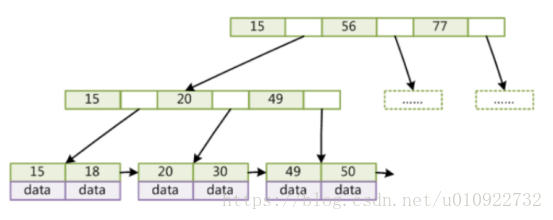 15 56 77
15 20 49
...... ......
15 18 20 30 49 50
data data data data data data
https://blog.csdn.net/u010922732